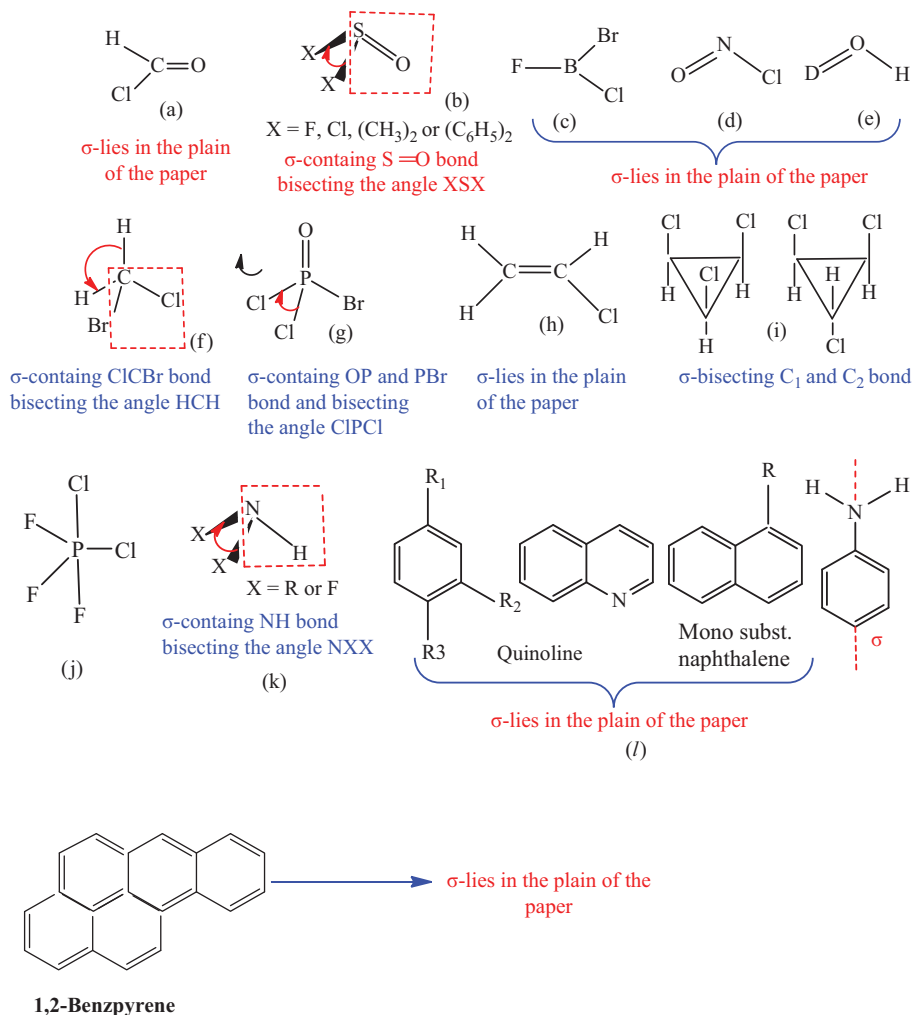 H
C=O
Cl
(a)
σ-lies in the plain
of the paper
S
X
O
X
(b)
X = F, Cl, (CH₃)₂ or (C₆H₅)₂
σ-containg S=O bond
bisecting the angle XSX
Br
F
B
Cl
(c)
N
O
Cl
(d)
O
D
H
(e)
σ-lies in the plain of the paper
H
C
H
Cl
Br
(f)
σ-containg ClCBr bond
bisecting the angle HCH
O
P
Cl
Br
Cl
(g)
σ-containg OP and PBr
bond and bisecting
the angle ClPCl
H
H
C
C
H
Cl
(h)
σ-lies in the plain
of the paper
Cl
Cl
Cl
H
H
H
Cl
Cl
H
H
H
Cl
(i)
σ-bisecting C₁ and C₂ bond
Cl
F
P
Cl
F
F
(j)
N
X
X
H
X = R or F
σ-containg NH bond
bisecting the angle NXX
(k)
R₁
R₂
R3
N
Quinoline
R
Mono subst.
naphthalene
H
H
N
σ
σ-lies in the plain of the paper
(l)
σ-lies in the plain of the
paper
1,2-Benzpyrene